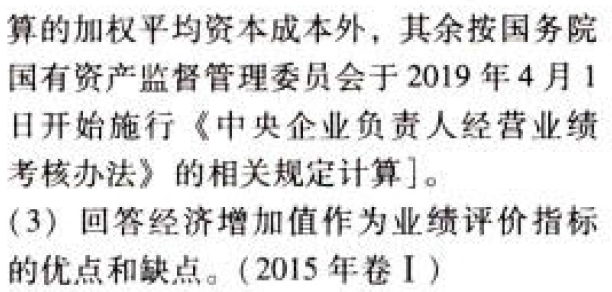 算的加权平均资本成本外，其余按国务院
国有资产监督管理委员会于 2019 年 4 月 1
日开始施行《中央企业负责人经营业绩
考核办法》的相关规定计算］。
(3) 回答经济增加值作为业绩评价指标
的优点和缺点。(2015 年卷Ⅰ)